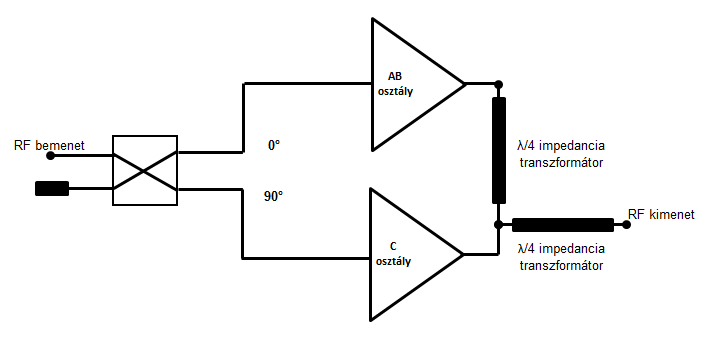 AB
osztály
RF bemenet
0°
λ/4 impedancia
transzformátor
90°
RF kimenet
C
osztály
λ/4 impedancia
transzformátor